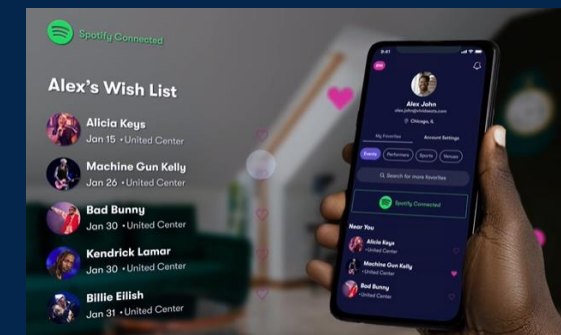 Spotify Connected
Alex's Wish List
Alicia Keys
Jan 15 • United Center
Machine Gun Kelly
Jan 26 • United Center
Bad Bunny
Jan 30 • United Center
Kendrick Lamar
Jan 30 • United Center
Billie Eilish
Jan 31 • United Center
9:41
Alex John
Chicago, IL
My Favorites
Account Settings
Events
Performers
Sports
Venues
Search for more favorites
Spotify Connected
Near You
Alicia Keys
•United Center
Machine Gun Kelly
•United Center
Bad Bunny
•United Center